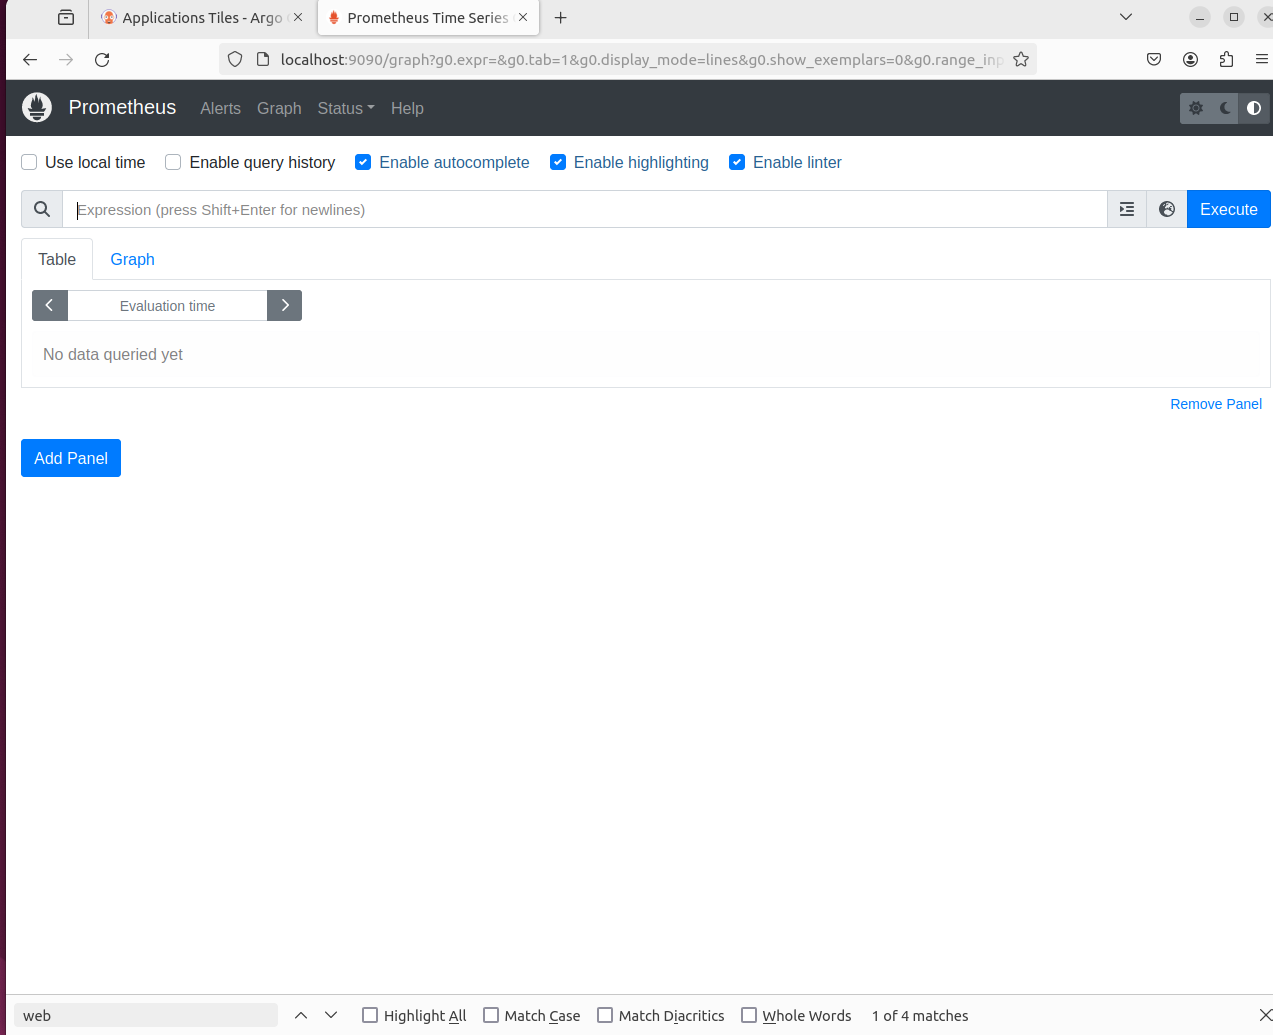 Applications Tiles - Argo
Prometheus Time Series
localhost:9090/graph?g0.expr=&g0.tab=1&g0.display_mode=lines&g0.show_exemplars=0&g0.range_inp
Prometheus Alerts Graph Status Help
Use local time Enable query history Enable autocomplete Enable highlighting Enable linter
Expression (press Shift+Enter for newlines) Execute
Table Graph
Evaluation time
No data queried yet
Remove Panel
Add Panel
web Highlight All Match Case Match Diacritics Whole Words 1 of 4 matches